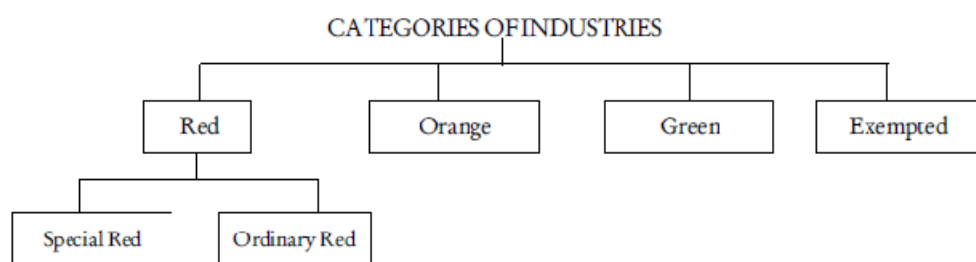 CATEGORIES OF INDUSTRIES
Red Orange Green Exempted
Special Red Ordinary Red